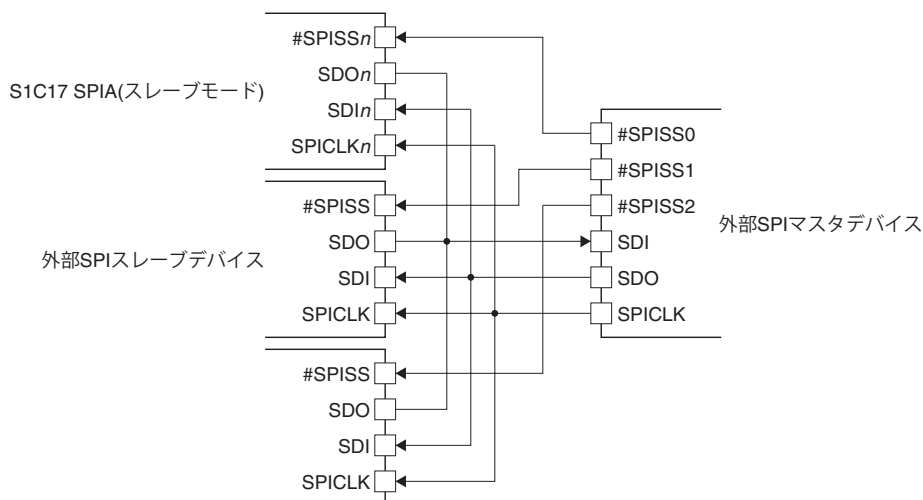 S1C17 SPIA(スレーブモード)
#SPISSn
SDOn
SDIn
SPICLKn
外部SPIスレーブデバイス
#SPISS
SDO
SDI
SPICLK
#SPISS
SDO
SDI
SPICLK
#SPISS0
#SPISS1
#SPISS2
SDI
SDO
SPICLK
外部SPIマスタデバイス